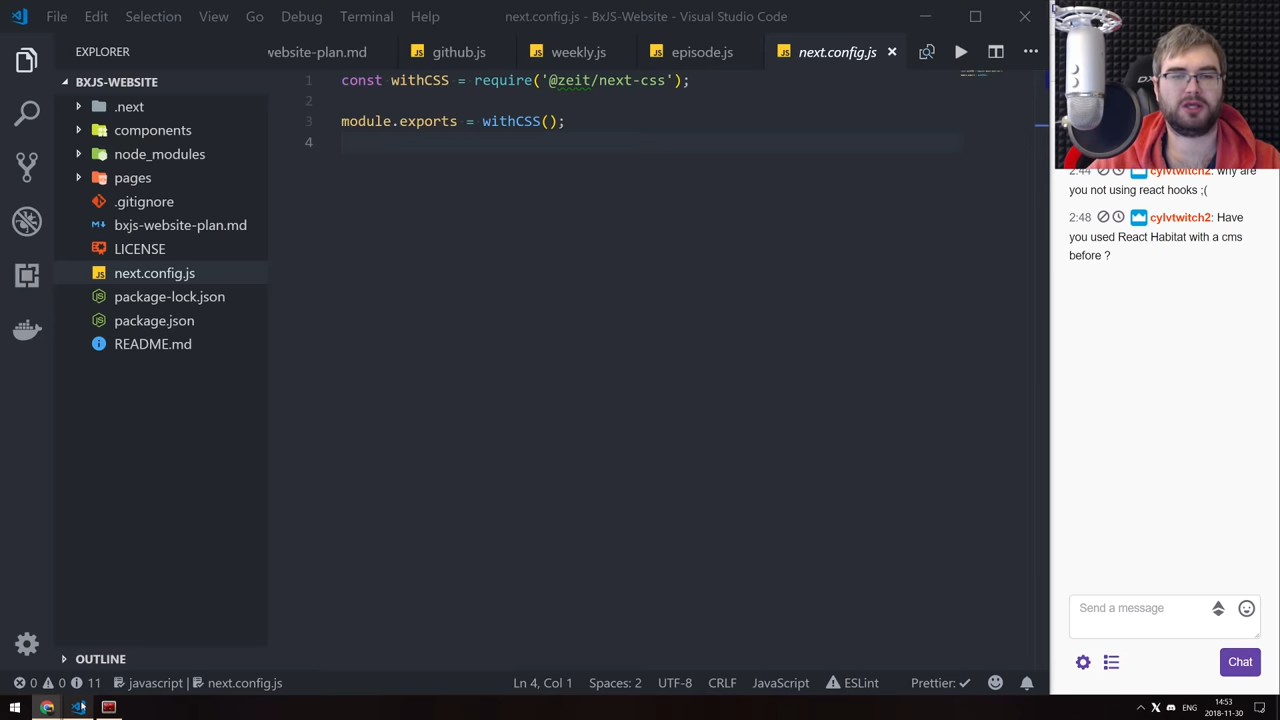 File Edit Selection View Go Debug Terminal Help
next.config.js - BxJS-Website - Visual Studio Code
EXPLORER
BXJS-WEBSITE
.next
components
node_modules
pages
.gitignore
bxjs-website-plan.md
LICENSE
next.config.js
package-lock.json
package.json
README.md
OUTLINE
website-plan.md
github.js
weekly.js
episode.js
next.config.js
1 const withCSS = require('@zeit/next-css');
2
3 module.exports = withCSS();
4
2:44 cylvtwitch2: why are
you not using react hooks ;(
2:48 cylvtwitch2: Have
you used React Habitat with a cms
before ?
Send a message
Chat
0 0 11 javascript | next.config.js
Ln 4, Col 1 Spaces: 2 UTF-8 CRLF JavaScript ESLint Prettier:
ENG
14:53
2018-11-30